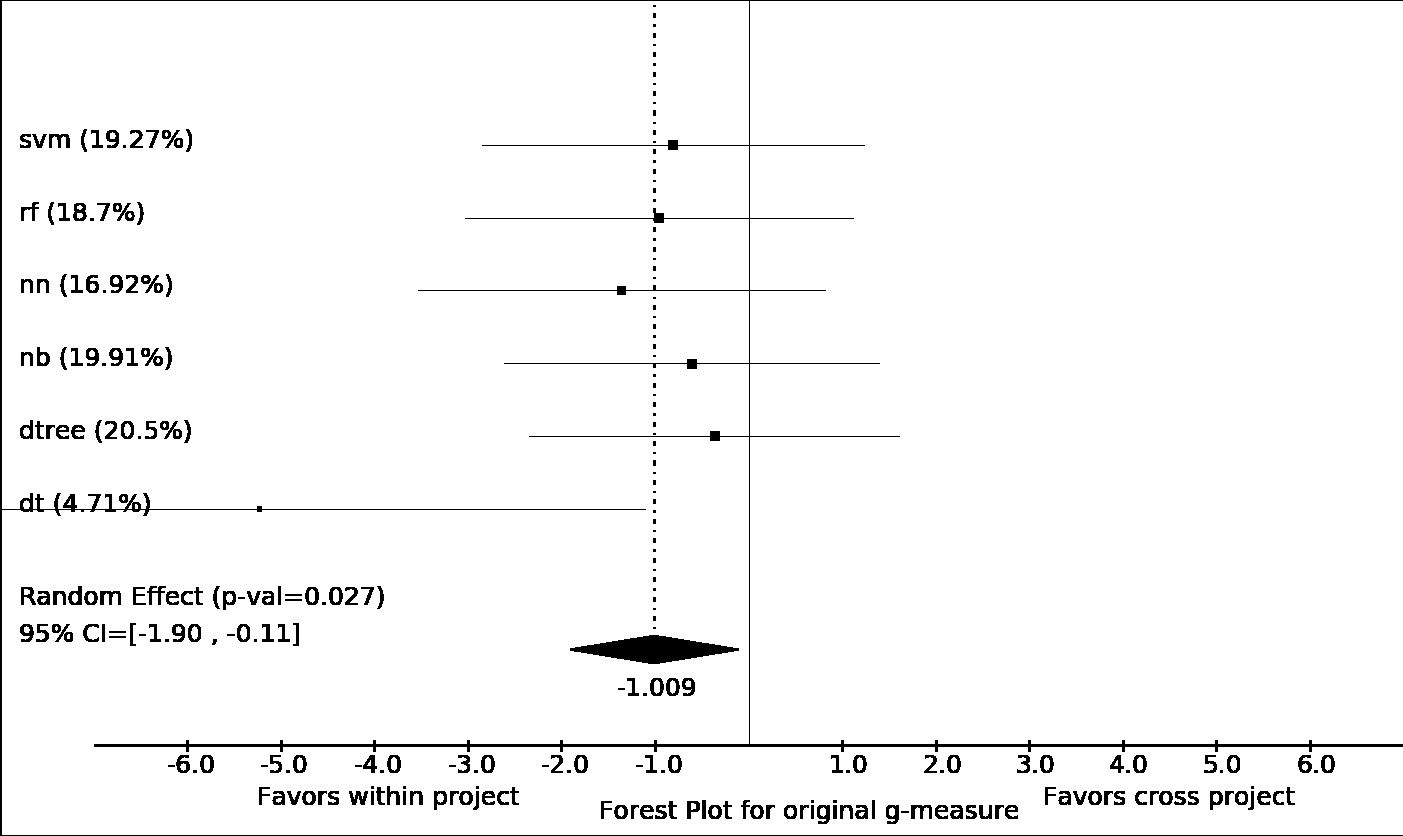 svm (19.27%)
rf (18.7%)
nn (16.92%)
nb (19.91%)
dtree (20.5%)
dt (4.71%)
Random Effect (p-val=0.027)
95% CI=[-1.90 , -0.11]
-1.009
-6.0 -5.0 -4.0 -3.0 -2.0 -1.0 1.0 2.0 3.0 4.0 5.0 6.0
Favors within project Favors cross project
Forest Plot for original g-measure